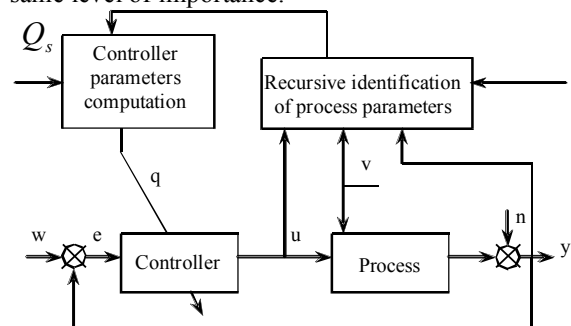 same level of importance.
Q_s
Controller
parameters
computation
Recursive identification
of process parameters
q
v
n
w
e
u
y
Controller
Process